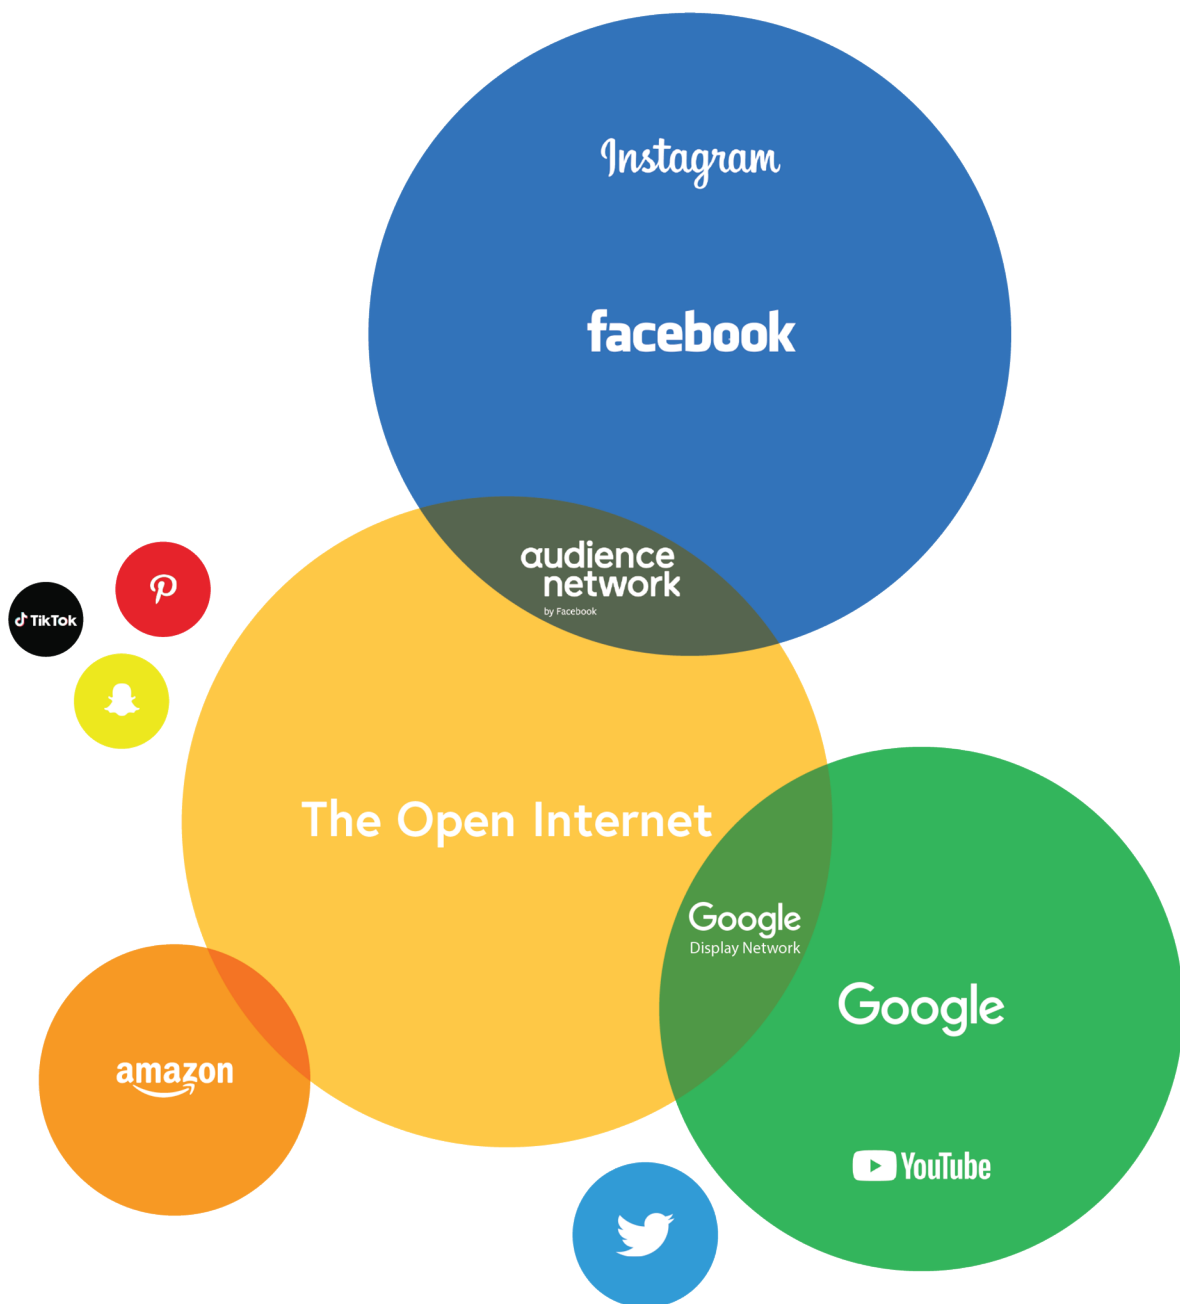 Instagram
facebook
audience
network
by Facebook
TikTok
The Open Internet
Google
Display Network
Google
amazon
YouTube